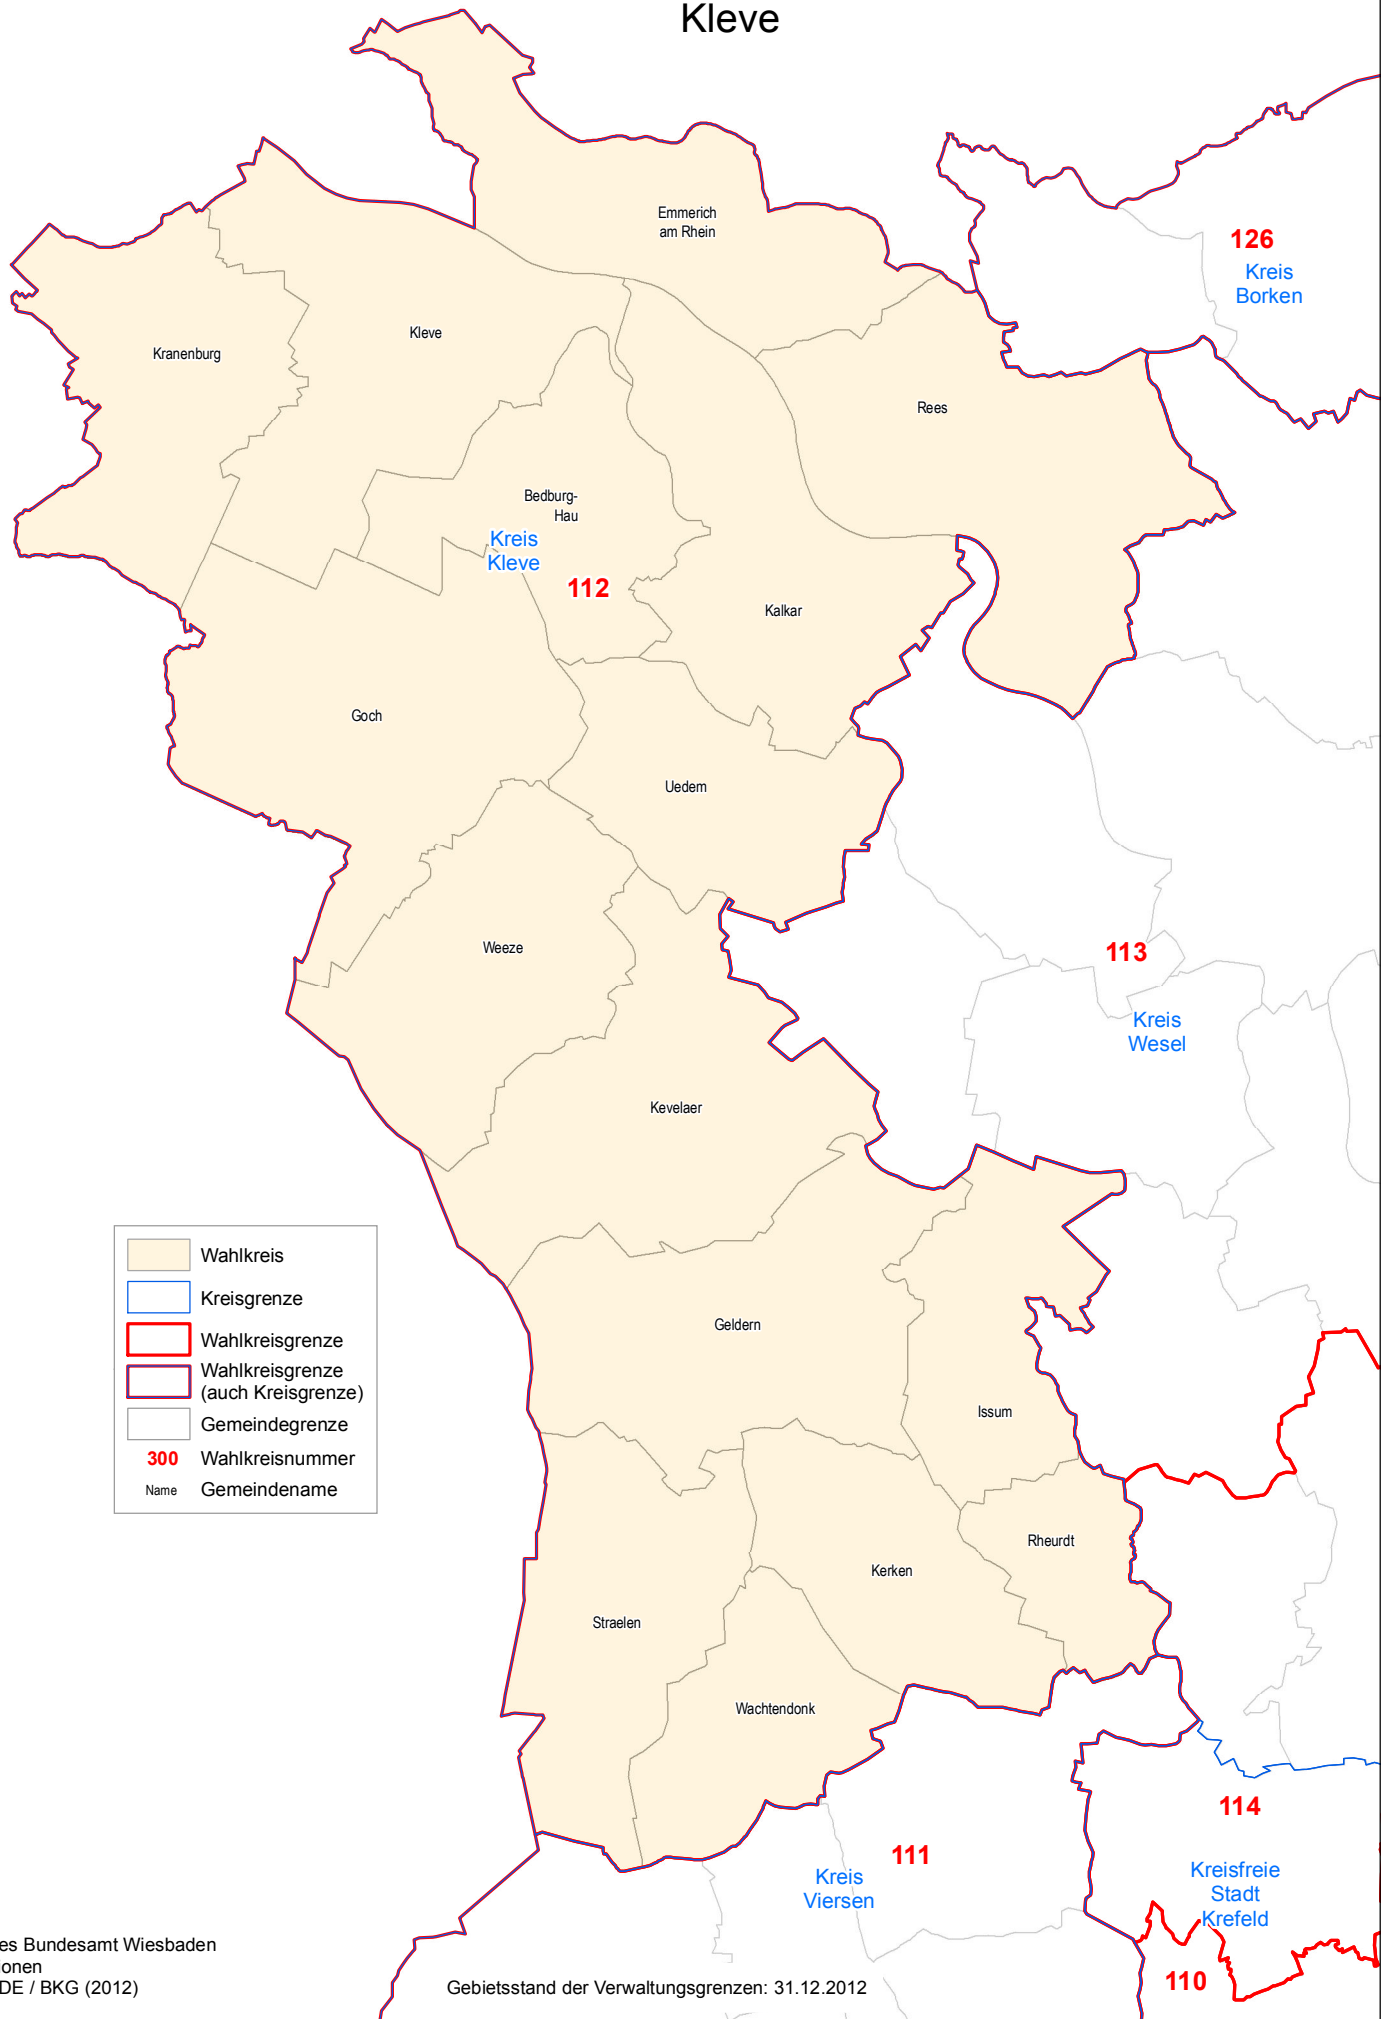 Kleve
Emmerich
am Rhein
126
Kreis
Borken
Kleve
Kranenburg
Rees
Bedburg-
Hau
Kreis
Kleve
112
Kalkar
Goch
Uedem
Weeze
113
Kreis
Wesel
Kevelaer
Wahlkreis
Kreisgrenze
Wahlkreisgrenze
Wahlkreisgrenze
(auch Kreisgrenze)
Gemeindegrenze
300 Wahlkreisnummer
Name Gemeindename
Geldern
Issum
Rheurdt
Kerken
Straelen
Wachtendonk
114
111
Kreis
Viersen
Kreisfreie
Stadt
Krefeld
110
es Bundesamt Wiesbaden
ionen
DE / BKG (2012)
Gebietsstand der Verwaltungsgrenzen: 31.12.2012